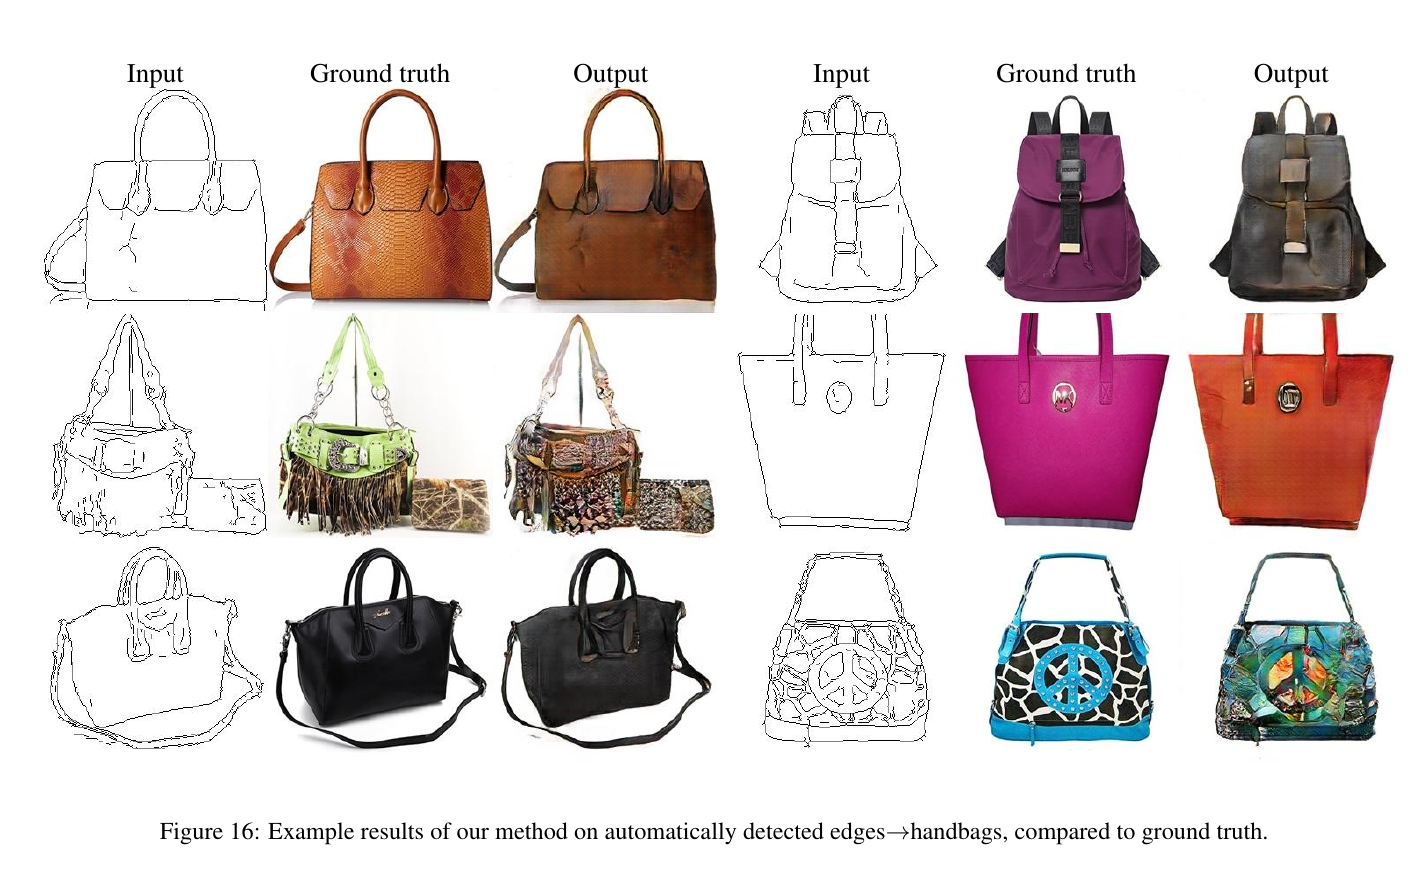 Input Ground truth Output Input Ground truth Output
Figure 16: Example results of our method on automatically detected edges→handbags, compared to ground truth.